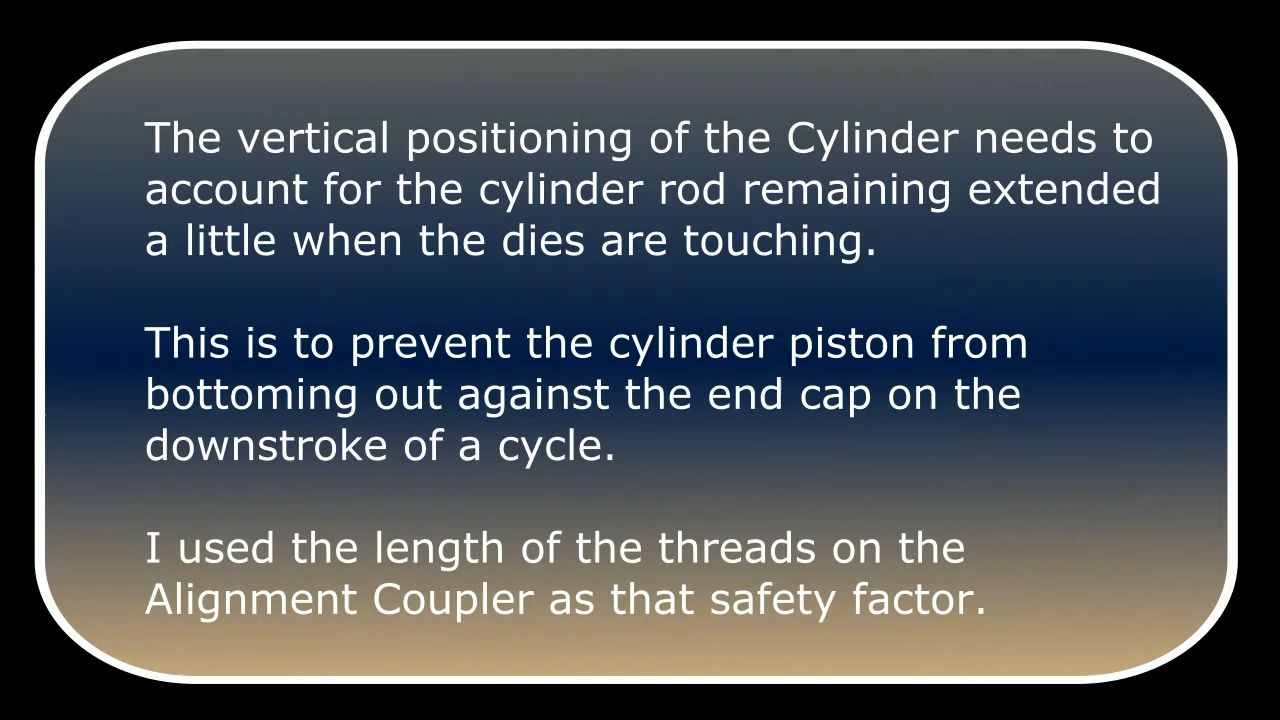 The vertical positioning of the Cylinder needs to
account for the cylinder rod remaining extended
a little when the dies are touching.
This is to prevent the cylinder piston from
bottoming out against the end cap on the
downstroke of a cycle.
I used the length of the threads on the
Alignment Coupler as that safety factor.